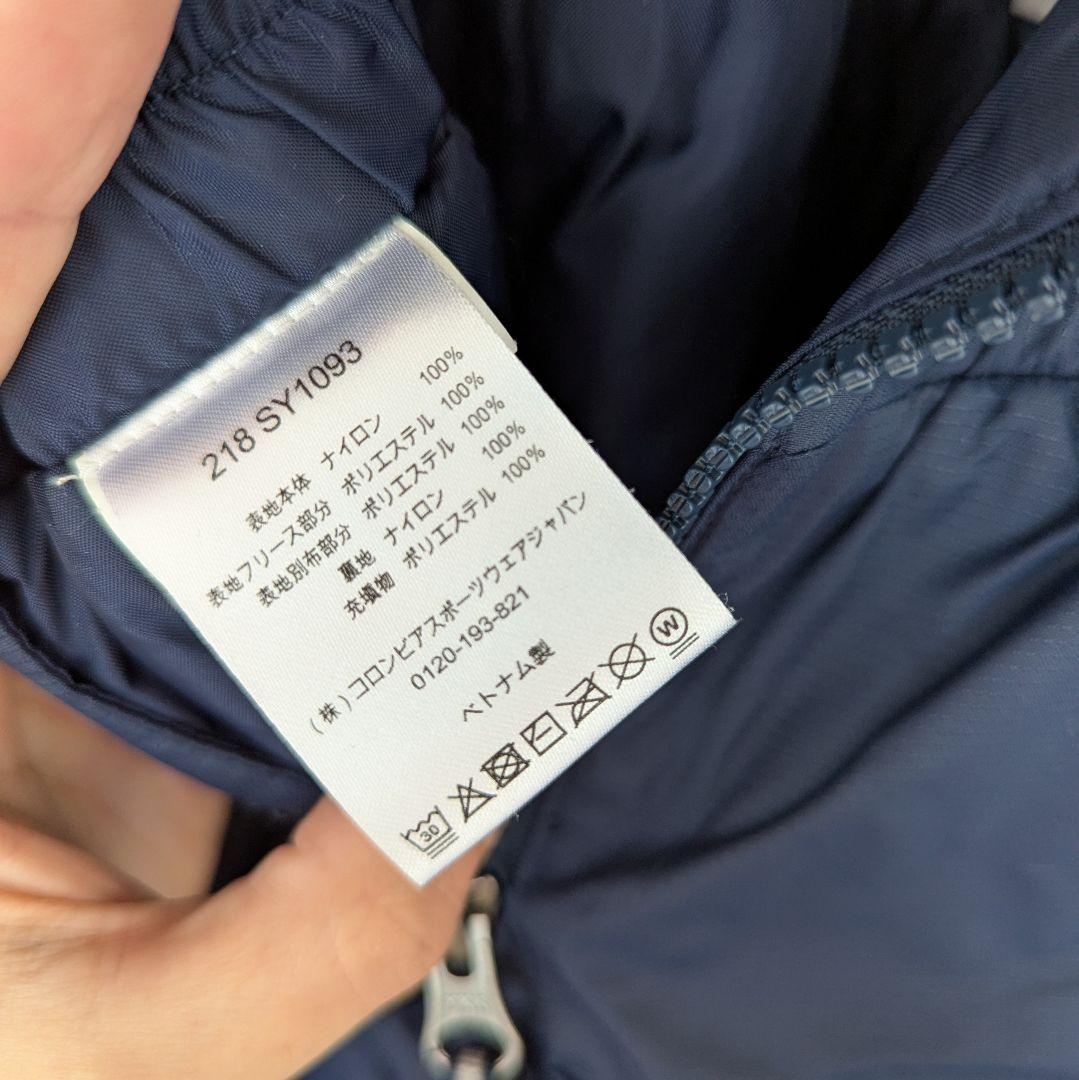 218 SY1093
表地本体 ナイロン 100%
表地フリース部分 ポリエステル 100%
表地別布部分 ポリエステル 100%
裏地 ナイロン 100%
充填物 ポリエステル 100%
(株)コロンビアスポーツウェアジャパン
0120-193-821
ベトナム製
30 W